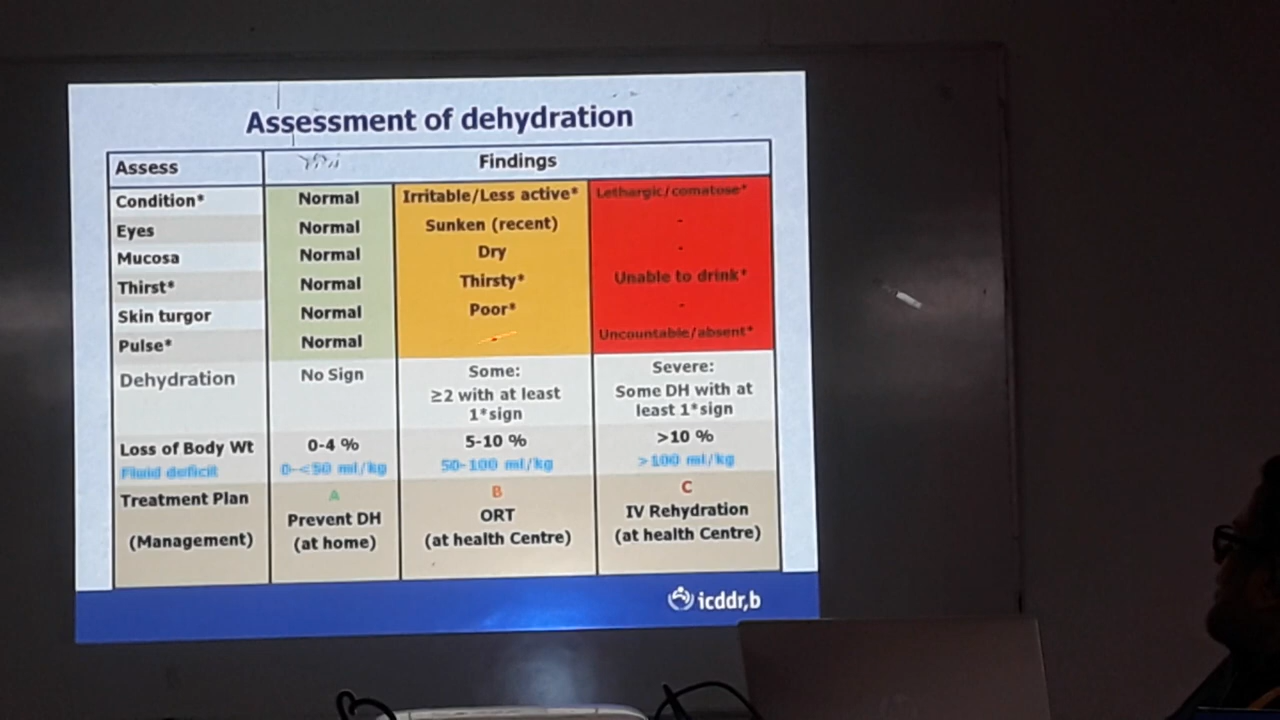 Assessment of dehydration
Assess Findings
Condition* Normal Irritable/Less active* Lethargic/comatose*
Eyes Normal Sunken (recent) -
Mucosa Normal Dry -
Thirst* Normal Thirsty* Unable to drink*
Skin turgor Normal Poor* -
Pulse* Normal Uncountable/absent*
Dehydration No Sign Some: Severe:
≥2 with at least Some DH with at
1*sign least 1*sign
Loss of Body Wt 0-4 % 5-10 % >10 %
Fluid deficit 0-<50 ml/kg 50-100 ml/kg >100 ml/kg
Treatment Plan A B C
Prevent DH ORT IV Rehydration
(Management) (at home) (at health Centre) (at health Centre)
icddr,b